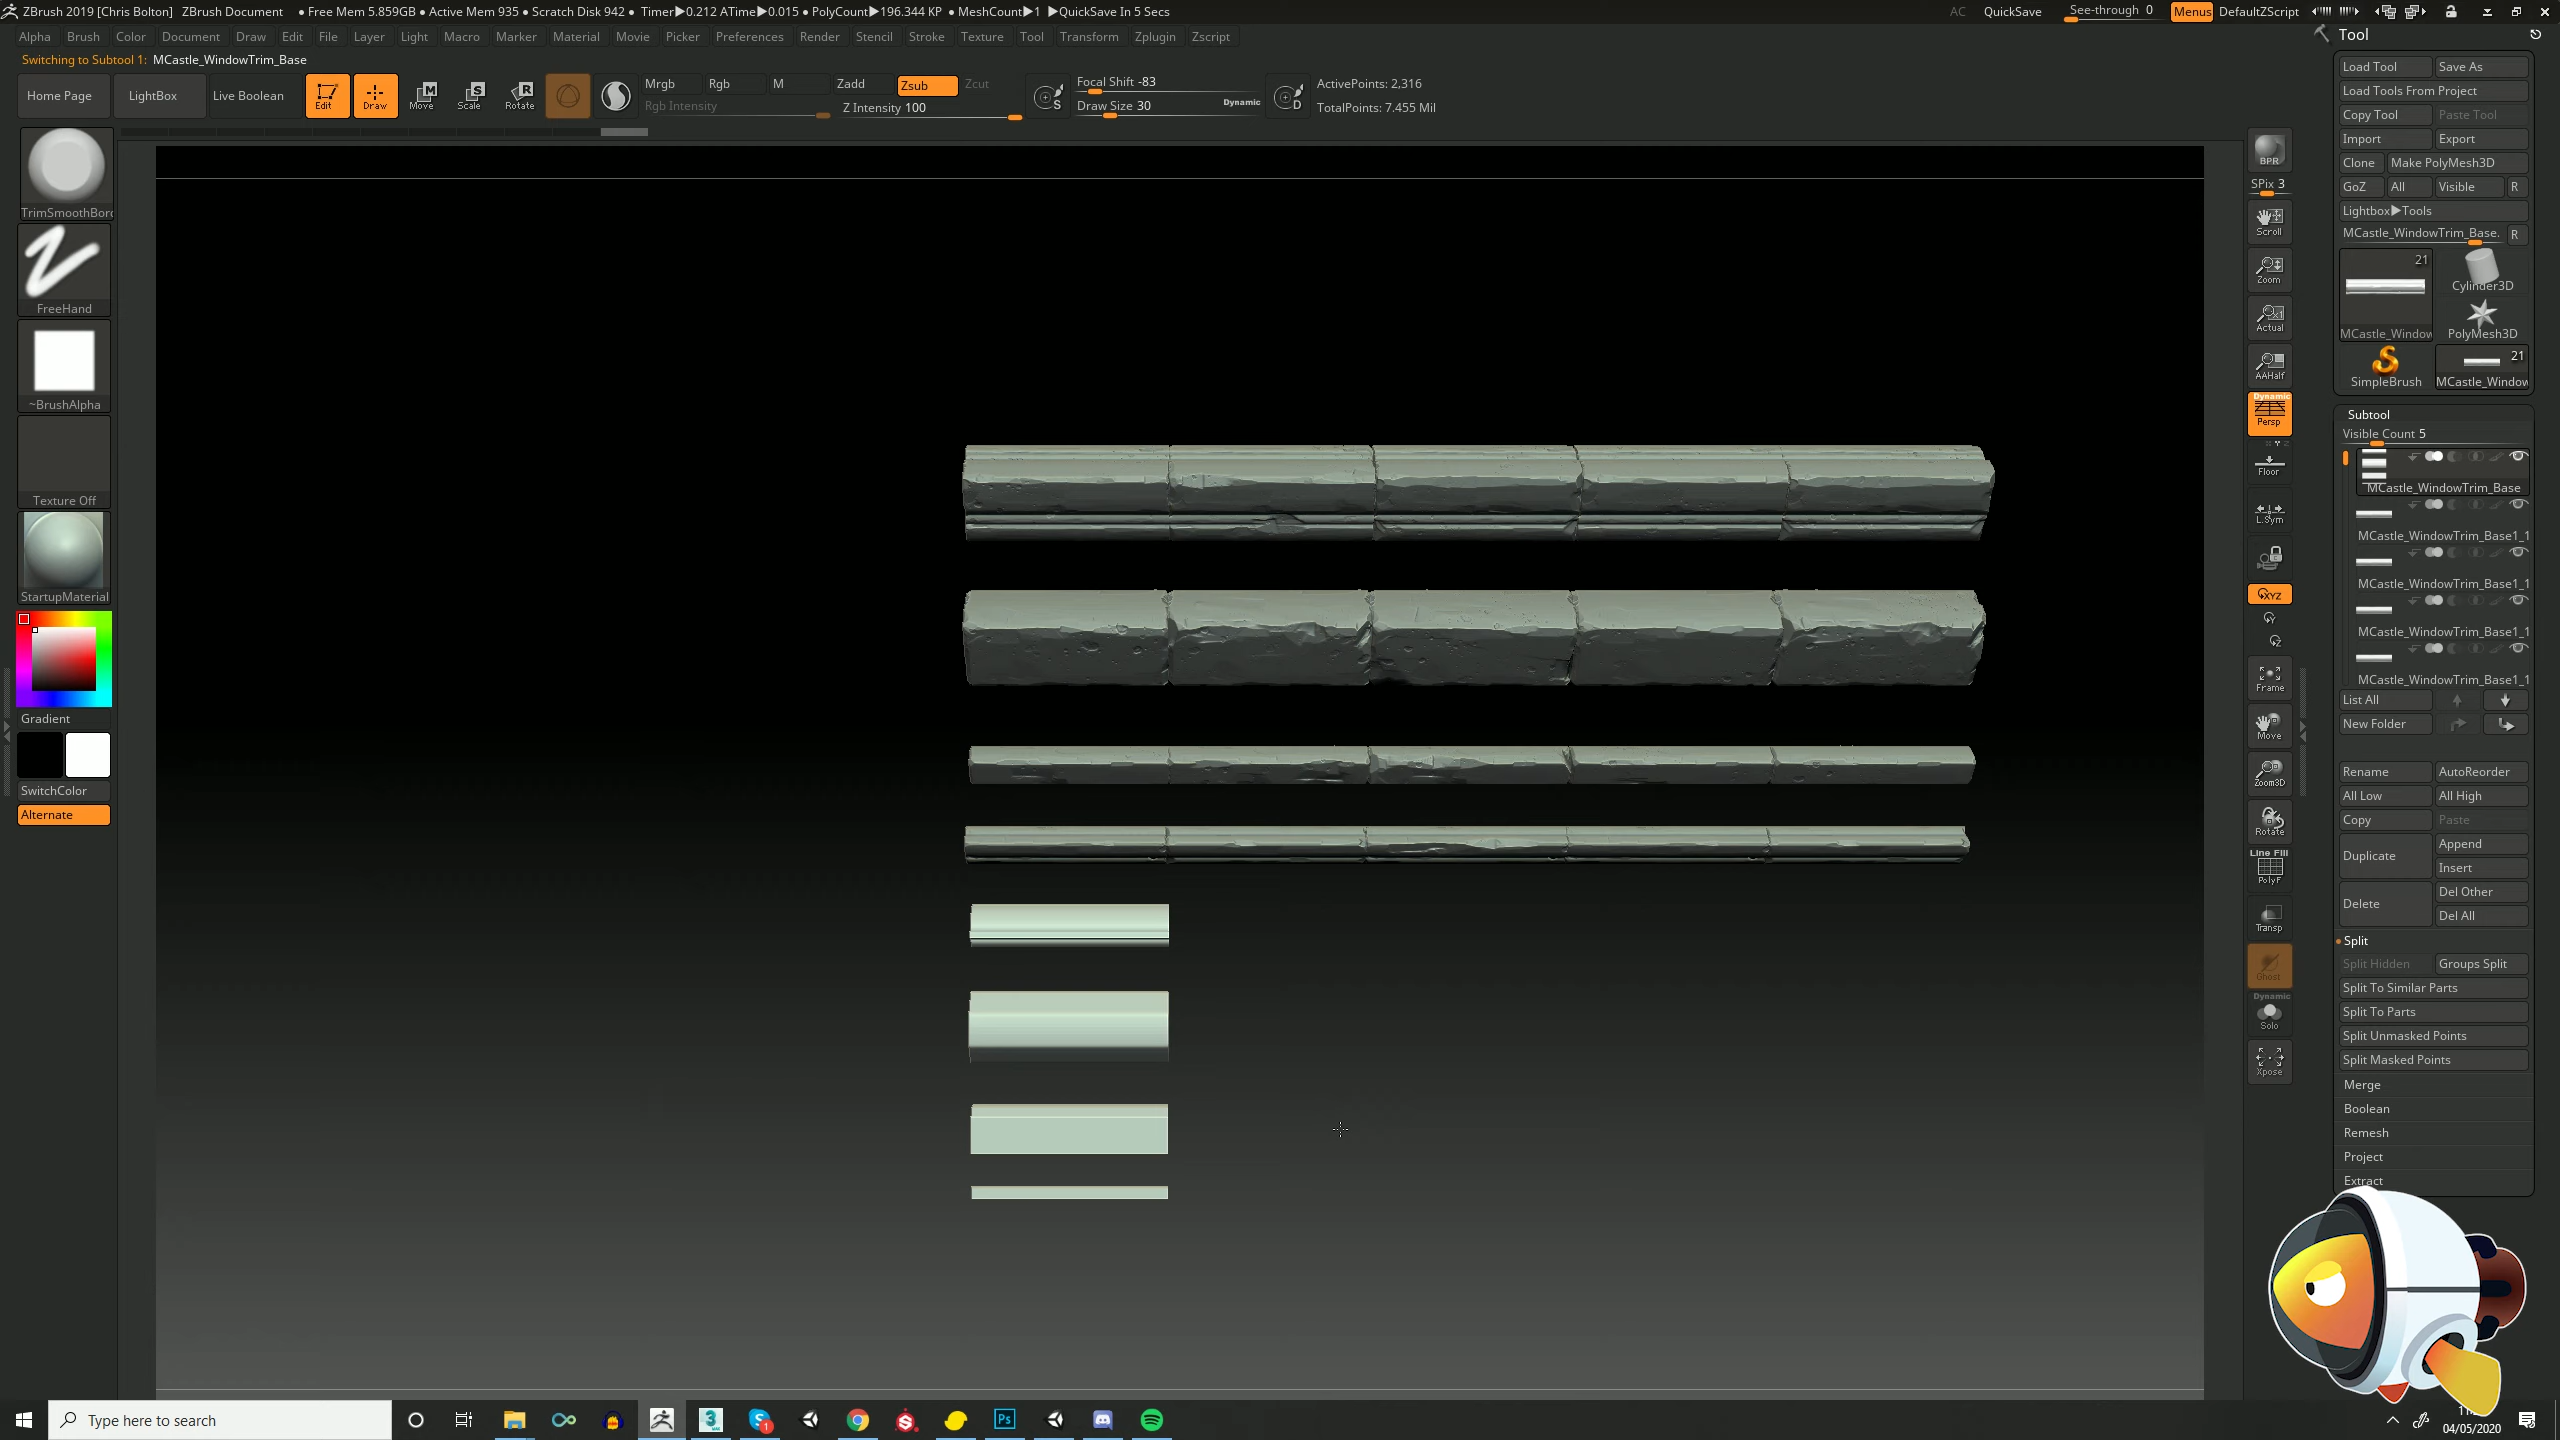 ZBrush 2019 [Chris Bolton] ZBrush Document ● Free Mem 5.859GB ● Active Mem 935 ● Scratch Disk 942 ● Timer▶0.212 ATime▶0.015 ● PolyCount▶196.344 KP ● MeshCount▶1 ▶QuickSave In 5 Secs AC QuickSave See-through 0 Menus DefaultZScript
Alpha Brush Color Document Draw Edit File Layer Light Macro Marker Material Movie Picker Preferences Render Stencil Stroke Texture Tool Transform Zplugin Zscript
Switching to Subtool 1: MCastle_WindowTrim_Base
Home Page LightBox Live Boolean Edit Draw Move Scale Rotate
M S R
Mrgb Rgb M Zadd Zsub Zcut
Rgb Intensity Z Intensity 100
Focal Shift -83
Draw Size 30 Dynamic
S D
ActivePoints: 2,316
TotalPoints: 7.455 Mil
FreeHand
~BrushAlpha
Texture Off
StartupMaterial
Gradient
SwitchColor
Alternate
BPR
SPix 3
Scroll
Zoom
Actual
AAHalf
Dynamic
Persp
Floor
L.Sym
XYZ
Frame
Move
Zoom3D
Rotate
Line Fill
PolyF
Transp
Ghost
Dynamic
Solo
Xpose
Tool
Load Tool Save As
Load Tools From Project
Copy Tool Paste Tool
Import Export
Clone Make PolyMesh3D
GoZ All Visible R
Lightbox▶Tools
MCastle_WindowTrim_Base. R
21
Cylinder3D
MCastle_Window PolyMesh3D
21
SimpleBrush MCastle_Window
Subtool
Visible Count 5
MCastle_WindowTrim_Base
MCastle_WindowTrim_Base1_1
MCastle_WindowTrim_Base1_1
MCastle_WindowTrim_Base1_1
MCastle_WindowTrim_Base1_1
List All
New Folder
Rename AutoReorder
All Low All High
Copy Paste
Duplicate Append
Insert
Delete Del Other
Del All
Split
Split Hidden Groups Split
Split To Similar Parts
Split To Parts
Split Unmasked Points
Split Masked Points
Merge
Boolean
Remesh
Project
Extract
Type here to search
3
S 1
Ps
04/05/2020